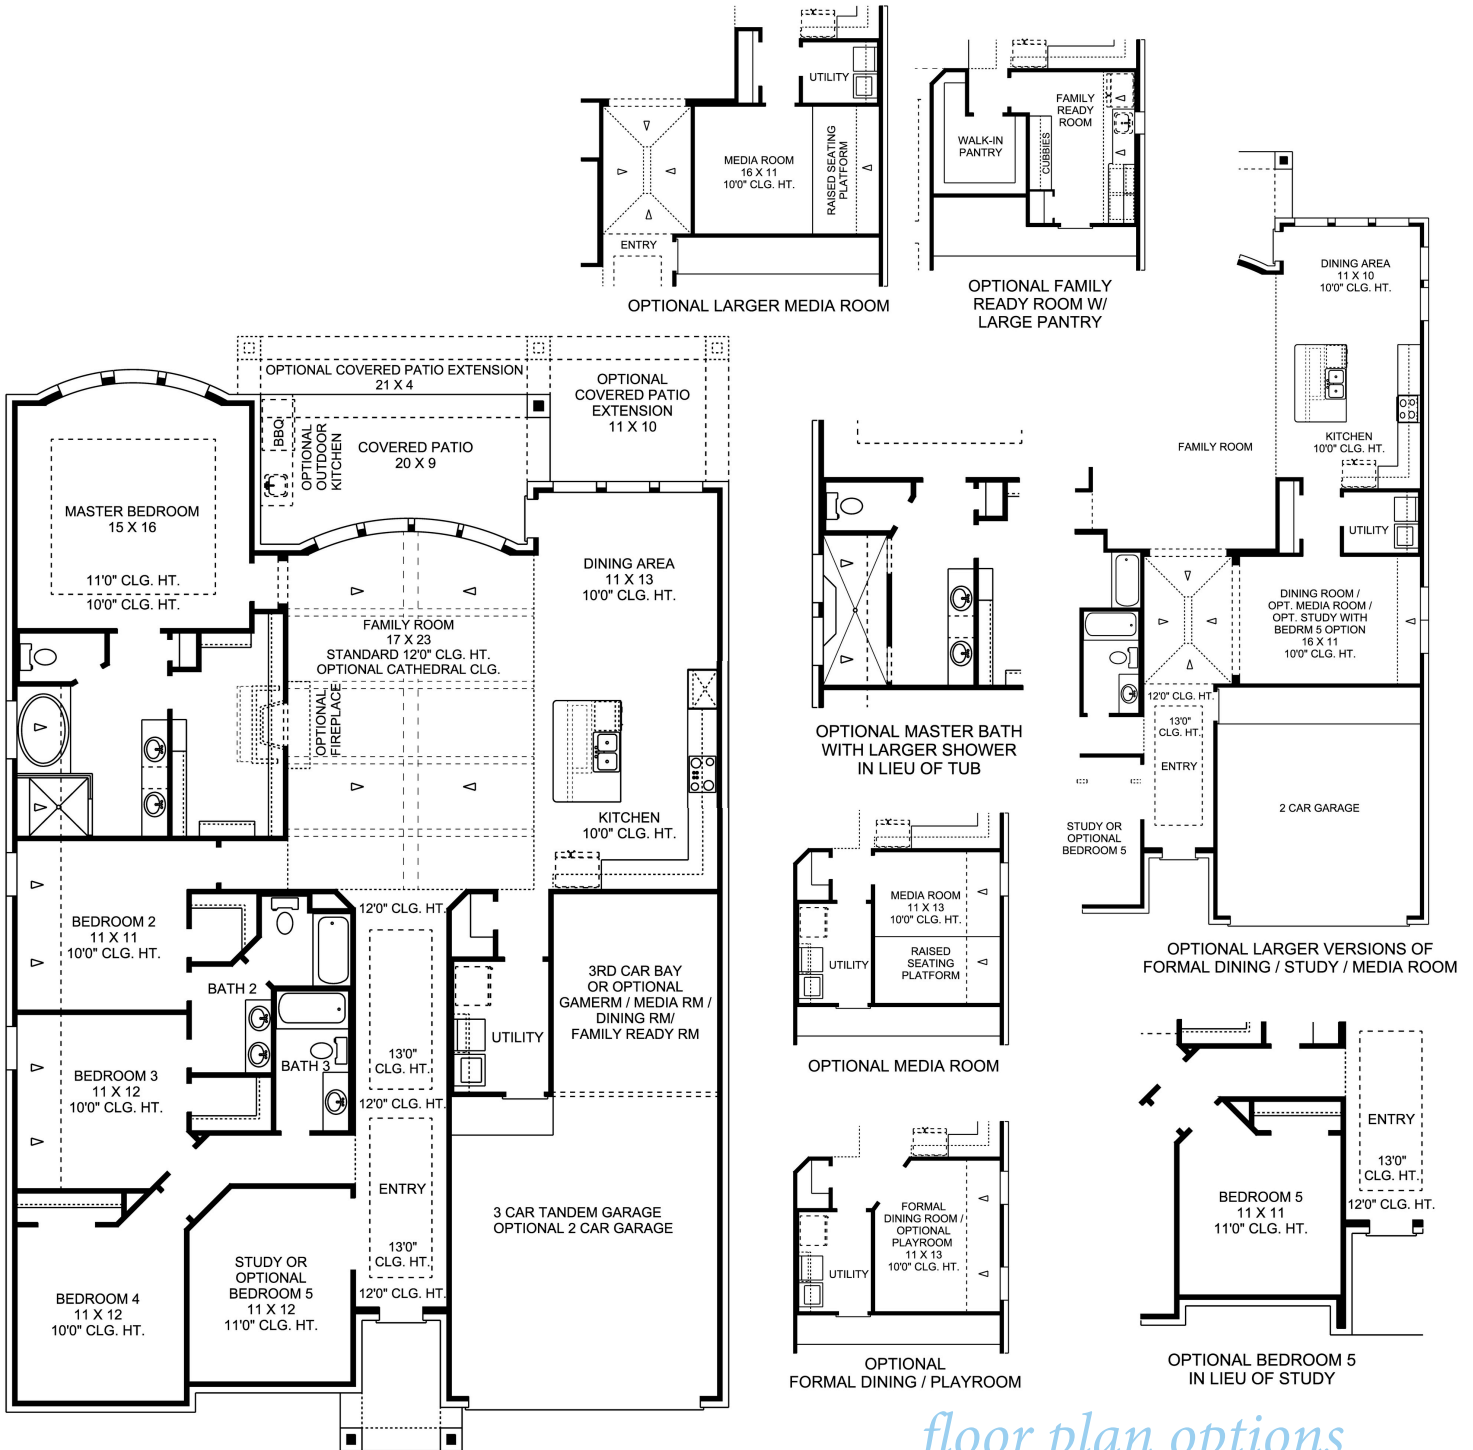 UTILITY
MEDIA ROOM
16 X 11
10'0" CLG. HT.
RAISED SEATING
PLATFORM
ENTRY
OPTIONAL LARGER MEDIA ROOM
FAMILY
READY
ROOM
WALK-IN
PANTRY
CUBBIES
OPTIONAL FAMILY
READY ROOM W/
LARGE PANTRY
DINING AREA
11 X 10
10'0" CLG. HT.
KITCHEN
10'0" CLG. HT.
FAMILY ROOM
UTILITY
DINING ROOM /
OPT. MEDIA ROOM /
OPT. STUDY WITH
BEDRM 5 OPTION
16 X 11
10'0" CLG. HT.
12'0" CLG. HT.
13'0"
CLG. HT.
ENTRY
2 CAR GARAGE
STUDY OR
OPTIONAL
BEDROOM 5
OPTIONAL LARGER VERSIONS OF
FORMAL DINING / STUDY / MEDIA ROOM
OPTIONAL COVERED PATIO EXTENSION
21 X 4
OPTIONAL
COVERED PATIO
EXTENSION
11 X 10
BBQ
OPTIONAL
OUTDOOR
KITCHEN
COVERED PATIO
20 X 9
MASTER BEDROOM
15 X 16
11'0" CLG. HT.
10'0" CLG. HT.
DINING AREA
11 X 13
10'0" CLG. HT.
FAMILY ROOM
17 X 23
STANDARD 12'0" CLG. HT.
OPTIONAL CATHEDRAL CLG.
OPTIONAL
FIREPLACE
KITCHEN
10'0" CLG. HT.
BEDROOM 2
11 X 11
10'0" CLG. HT.
BATH 2
12'0" CLG. HT.
3RD CAR BAY
OR OPTIONAL
GAMERM / MEDIA RM /
DINING RM/
FAMILY READY RM
UTILITY
BEDROOM 3
11 X 12
10'0" CLG. HT.
BATH 3
13'0"
CLG. HT.
12'0" CLG. HT.
ENTRY
13'0"
CLG. HT.
12'0" CLG. HT.
3 CAR TANDEM GARAGE
OPTIONAL 2 CAR GARAGE
STUDY OR
OPTIONAL
BEDROOM 5
11 X 12
11'0" CLG. HT.
BEDROOM 4
11 X 12
10'0" CLG. HT.
OPTIONAL MASTER BATH
WITH LARGER SHOWER
IN LIEU OF TUB
MEDIA ROOM
11 X 13
10'0" CLG. HT.
RAISED
SEATING
PLATFORM
UTILITY
OPTIONAL MEDIA ROOM
FORMAL
DINING ROOM /
OPTIONAL
PLAYROOM
11 X 13
10'0" CLG. HT.
UTILITY
OPTIONAL
FORMAL DINING / PLAYROOM
ENTRY
13'0"
CLG. HT.
12'0" CLG. HT.
BEDROOM 5
11 X 11
11'0" CLG. HT.
OPTIONAL BEDROOM 5
IN LIEU OF STUDY
floor plan options